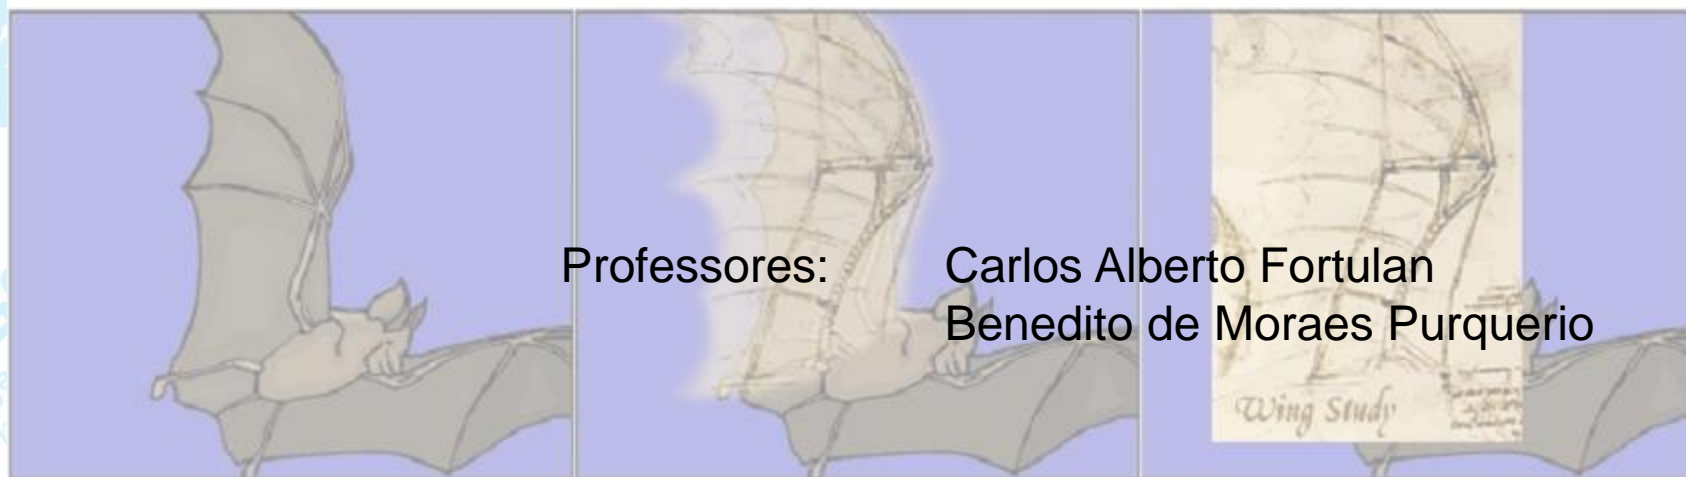 Professores: Carlos Alberto Fortulan
Benedito de Moraes Purquerio
Wing Study